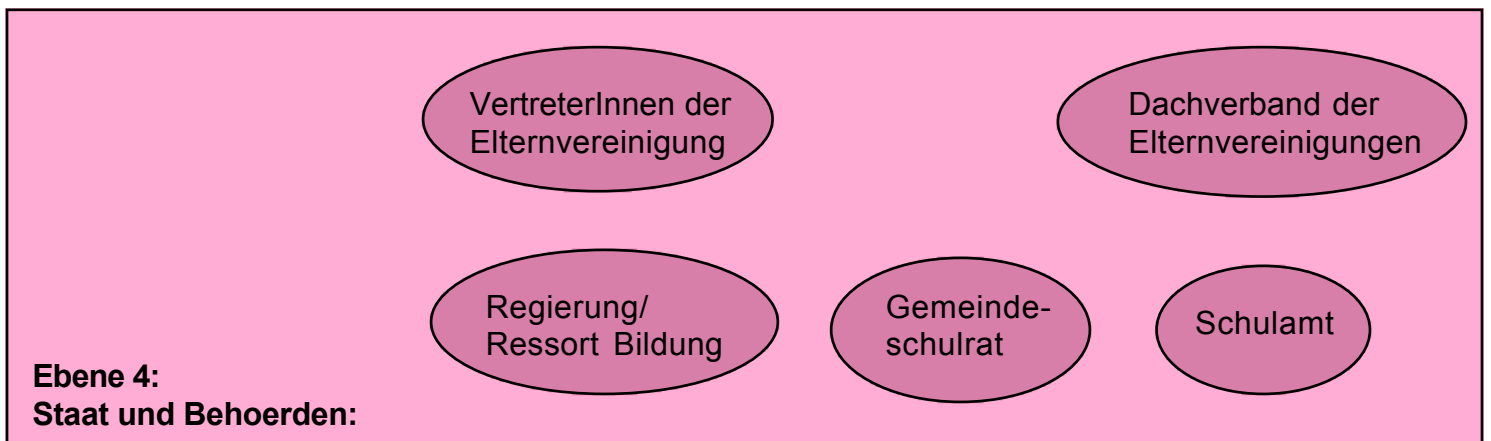 VertreterInnen der
Elternvereinigung
Dachverband der
Elternvereinigungen
Regierung/
Ressort Bildung
Gemeinde-
schulrat
Schulamt
Ebene 4:
Staat und Behoerden: